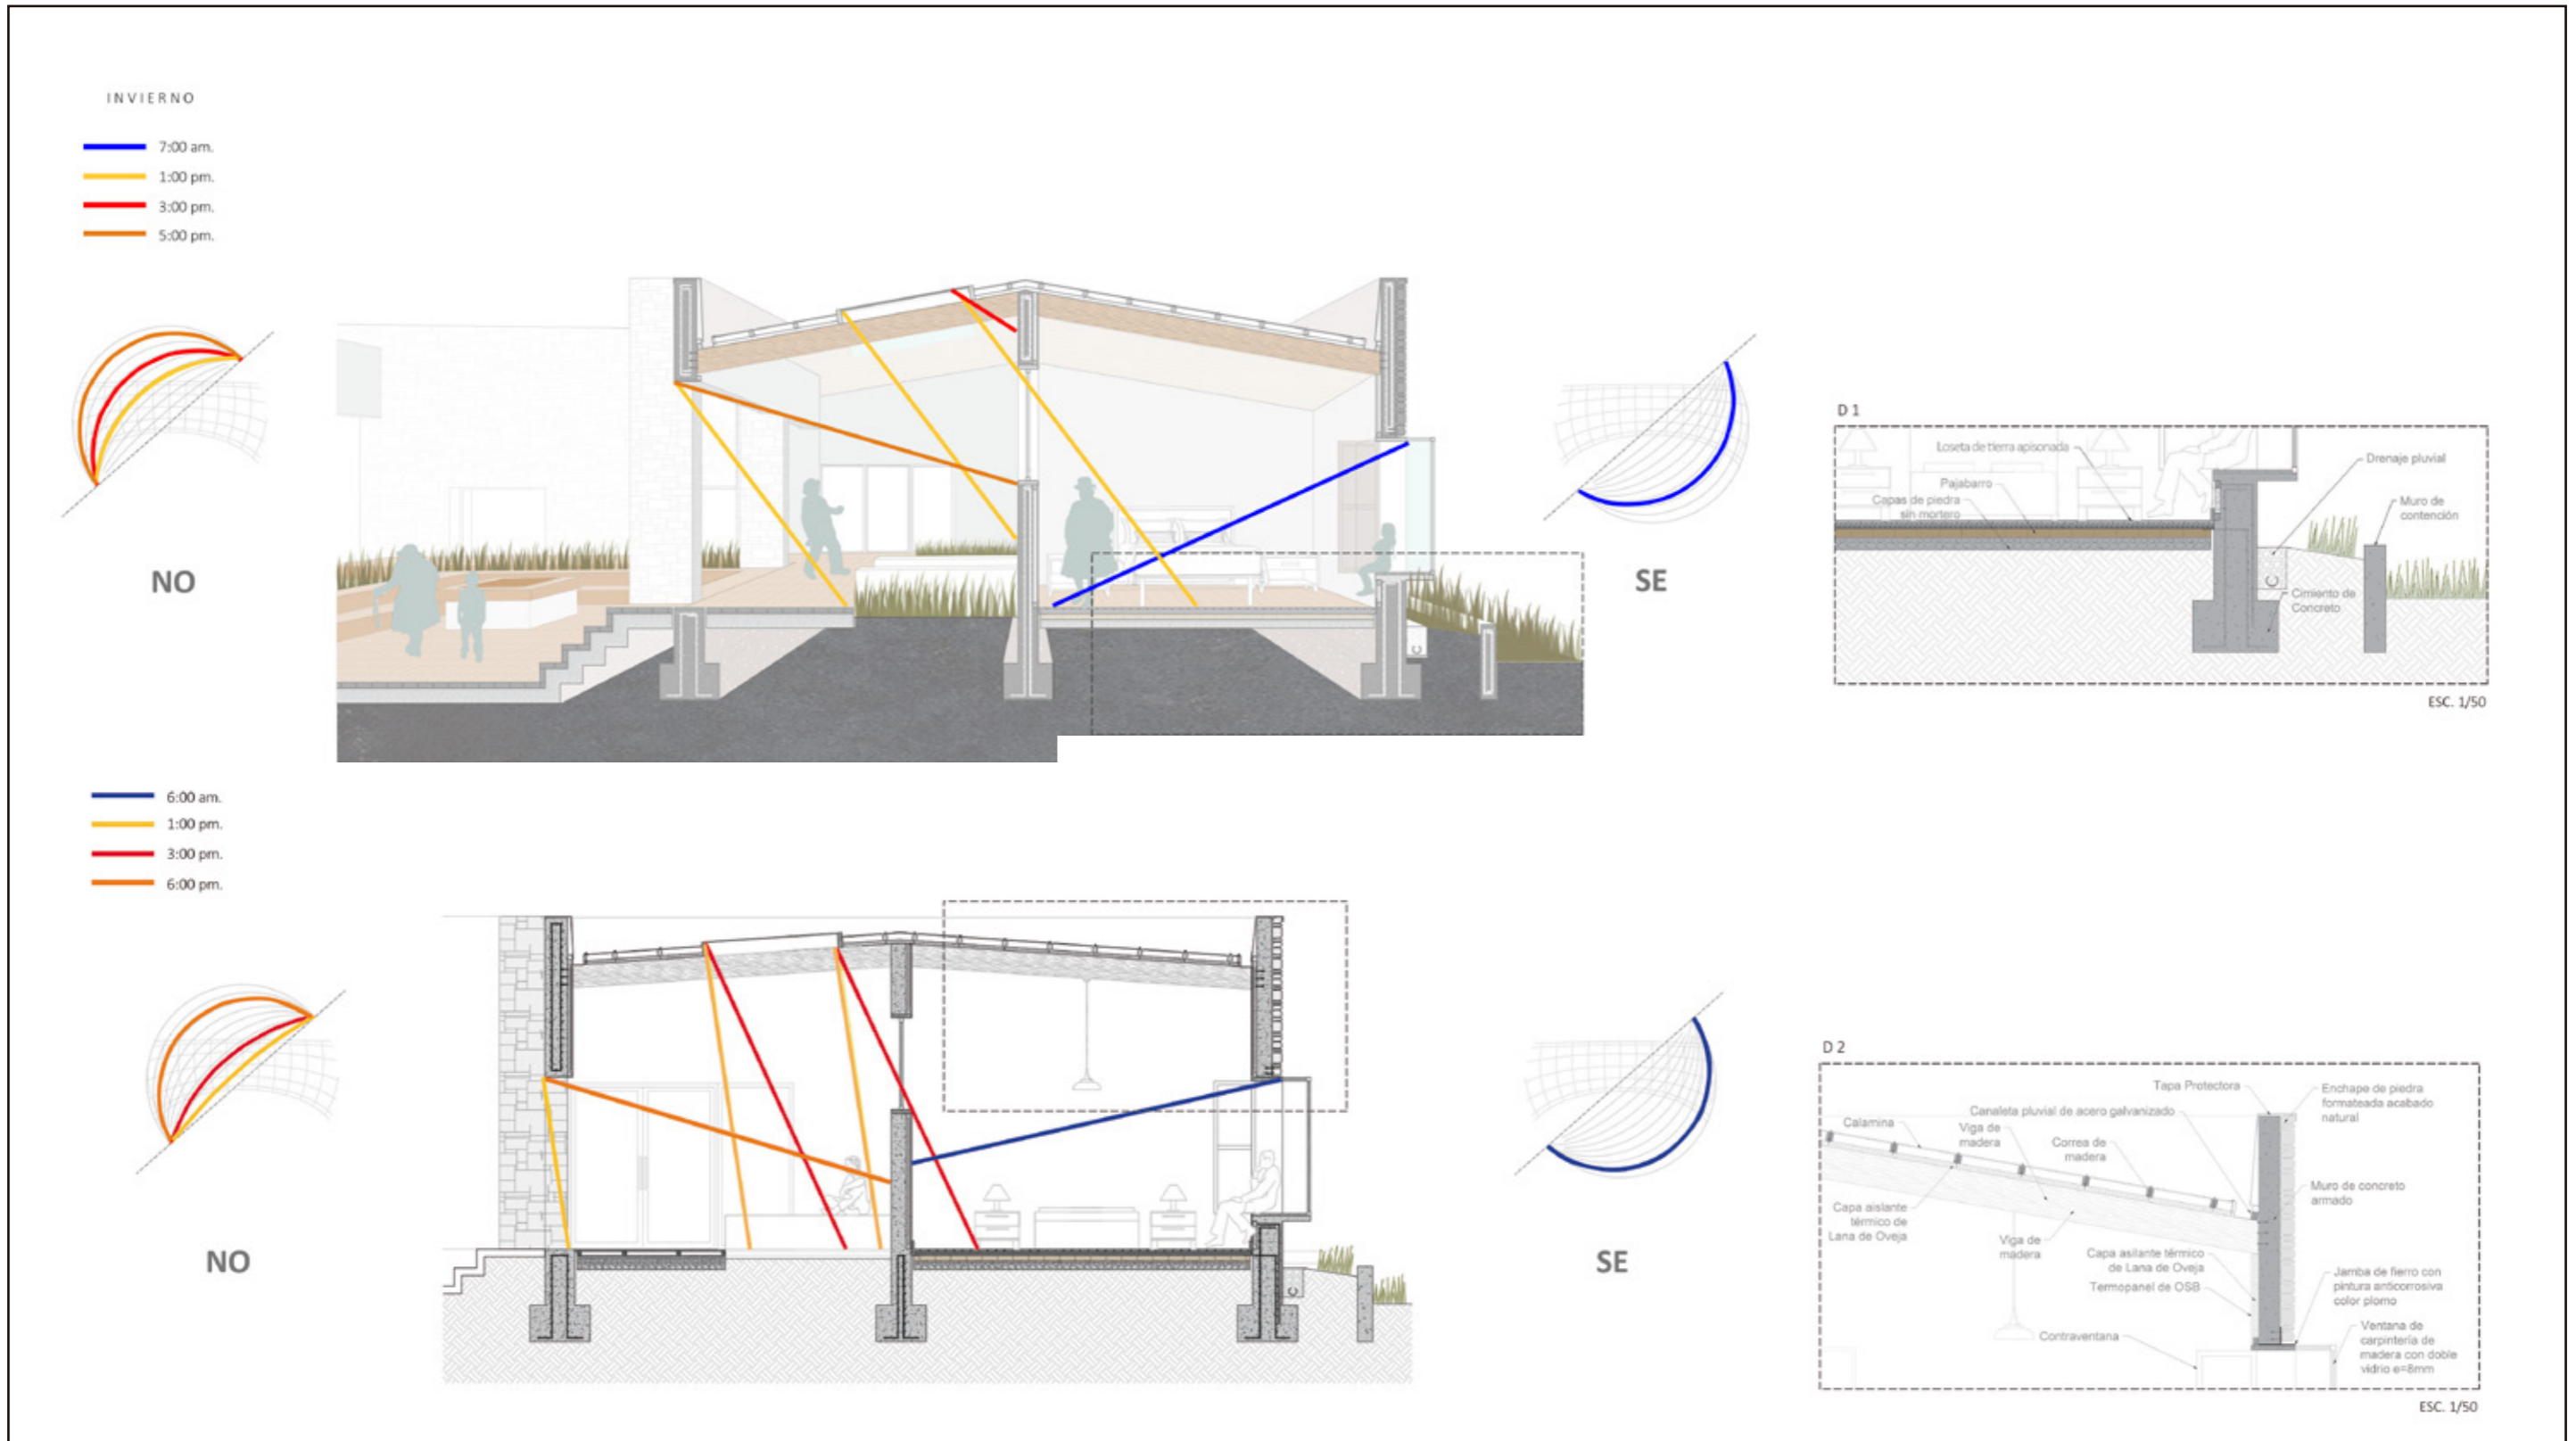 INVIERNO
7:00 am.
1:00 pm.
3:00 pm.
5:00 pm.
NO
SE
C
D 1
Loseta de tierra apisonada
Pajabarro
Capas de piedra
sin mortero
Drenaje pluvial
Muro de
contención
C
Cimiento de
Concreto
ESC. 1/50
6:00 am.
1:00 pm.
3:00 pm.
6:00 pm.
NO
SE
C
D 2
Tapa Protectora
Enchape de piedra
formateada acabado
natural
Canaleta pluvial de acero galvanizado
Calamina
Viga de
madera
Correa de
madera
Muro de concreto
armado
Capa aislante
térmico de
Lana de Oveja
Viga de
madera
Capa asilante térmico
de Lana de Oveja
Termopanel de OSB
Jamba de fierro con
pintura anticorrosiva
color plomo
Contraventana
Ventana de
carpintería de
madera con doble
vidrio e=8mm
ESC. 1/50